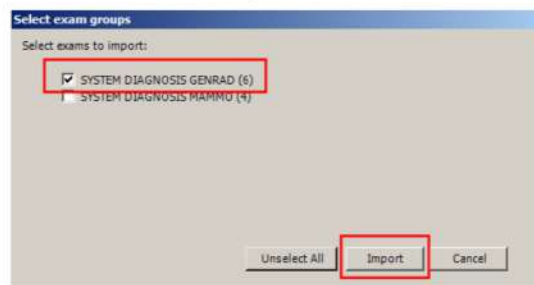 Select exam groups
Select exams to import:
SYSTEM DIAGNOSIS GENRAD (6)
SYSTEM DIAGNOSIS MAMMO (4)
Unselect All Import Cancel